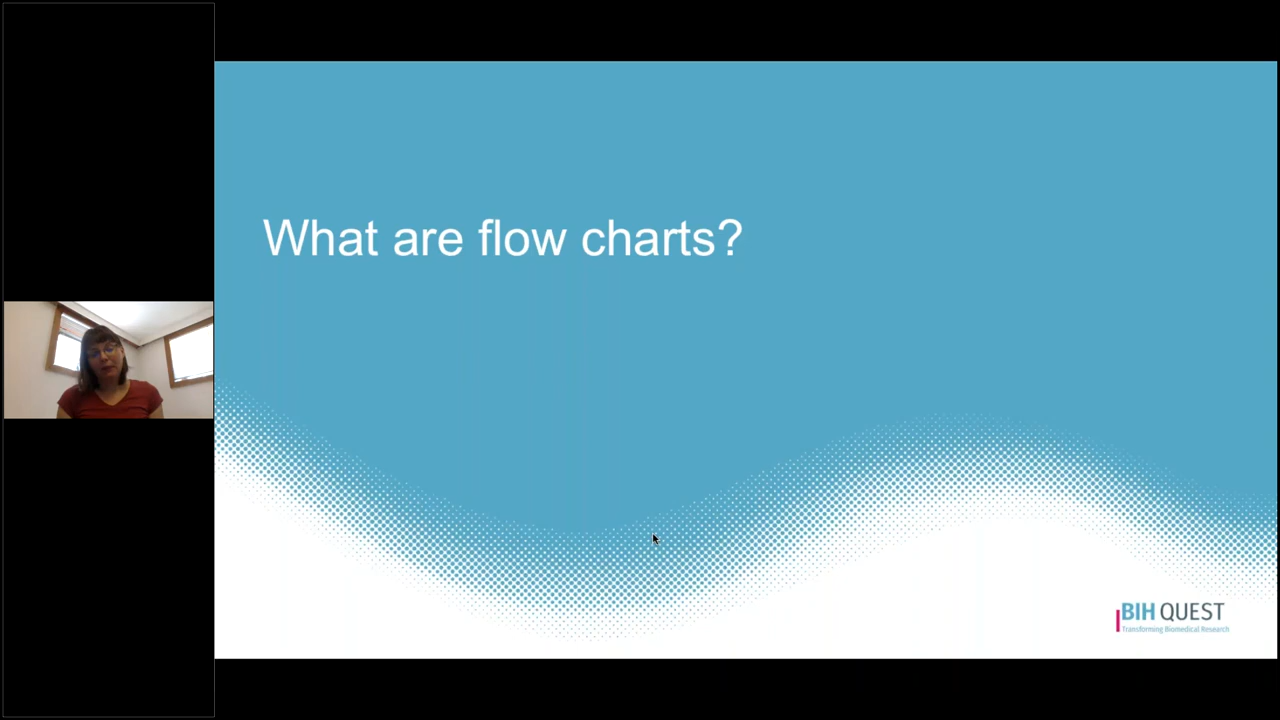 What are flow charts?
BIH QUEST
Transforming Biomedical Research